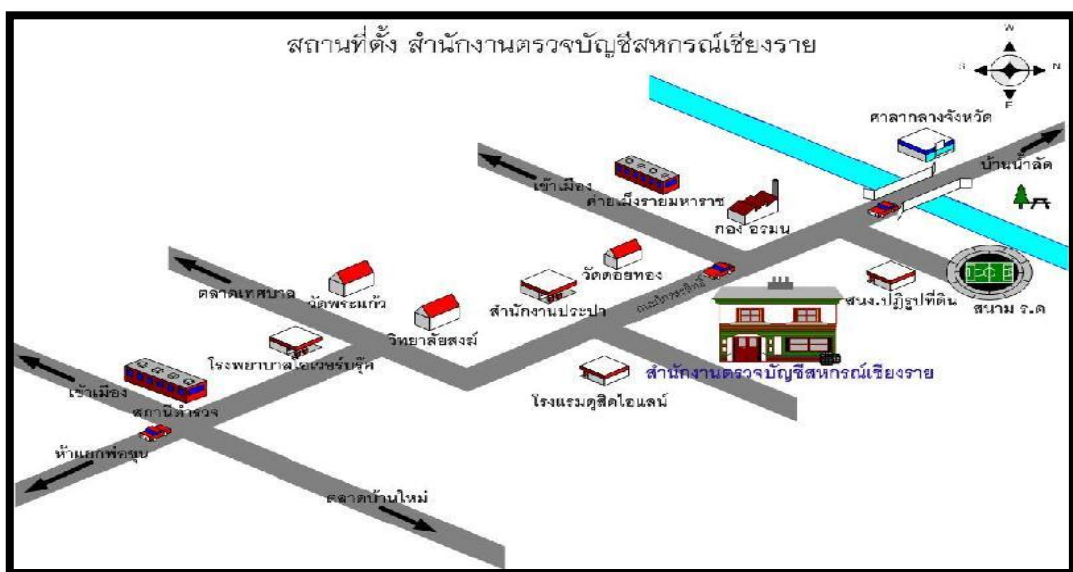 สถานที่ตั้ง สำนักงานตรวจบัญชีสหกรณ์เชียงราย
W
S
N
E
ศาลากลางจังหวัด
บ้านน้ำลัด
เข้าเมือง
ค่ายเม็งรายมหาราช
กอง อรมน
วัดดอยทอง
ตลาดเทศบาล
วัดพระแก้ว
สำนักงานประปา
สนง.ปฏิรูปที่ดิน
สนาม ร.ด
วิทยาลัยสงฆ์
โรงพยาบาลโอเวอร์บรุ๊ค
สำนักงานตรวจบัญชีสหกรณ์เชียงราย
เข้าเมือง
สถานีตำรวจ
โรงแรมดุสิตไอแลนด์
ห้าแยกพ่อขุน
ตลาดบ้านใหม่